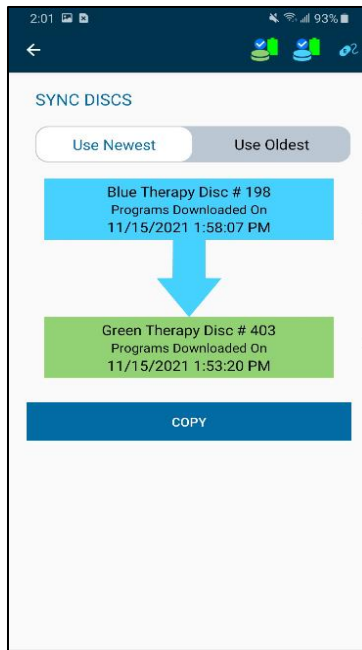 2:01 93%
2
SYNC DISCS
Use Newest Use Oldest
Blue Therapy Disc # 198
Programs Downloaded On
11/15/2021 1:58:07 PM
Green Therapy Disc # 403
Programs Downloaded On
11/15/2021 1:53:20 PM
COPY